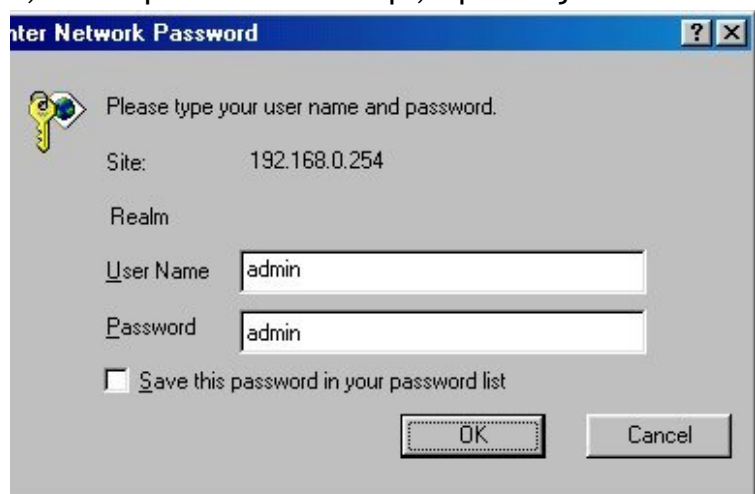 nter Network Password
Please type your user name and password.
Site: 192.168.0.254
Realm
User Name admin
Password admin
Save this password in your password list
OK Cancel